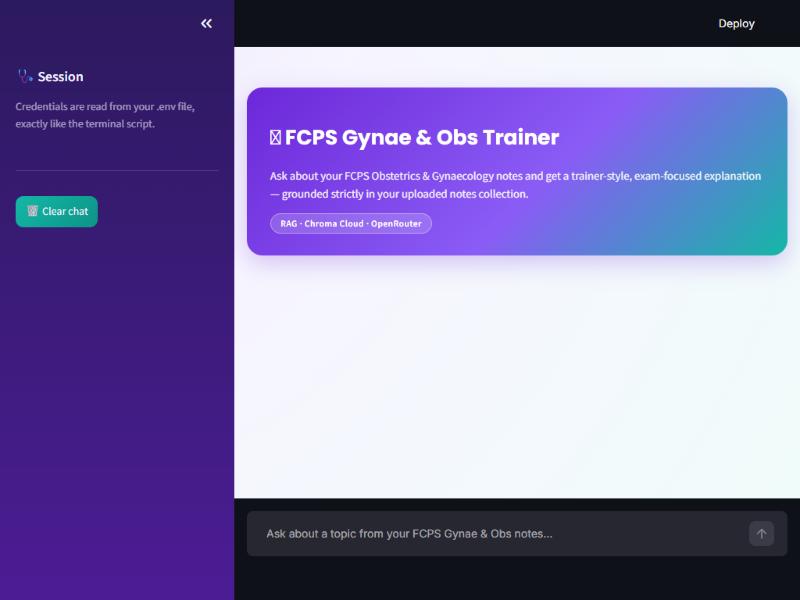 Deploy
Session
Credentials are read from your .env file,
exactly like the terminal script.
Clear chat
FCPS Gynae & Obs Trainer
Ask about your FCPS Obstetrics & Gynaecology notes and get a trainer-style, exam-focused explanation
— grounded strictly in your uploaded notes collection.
RAG · Chroma Cloud · OpenRouter
Ask about a topic from your FCPS Gynae & Obs notes...